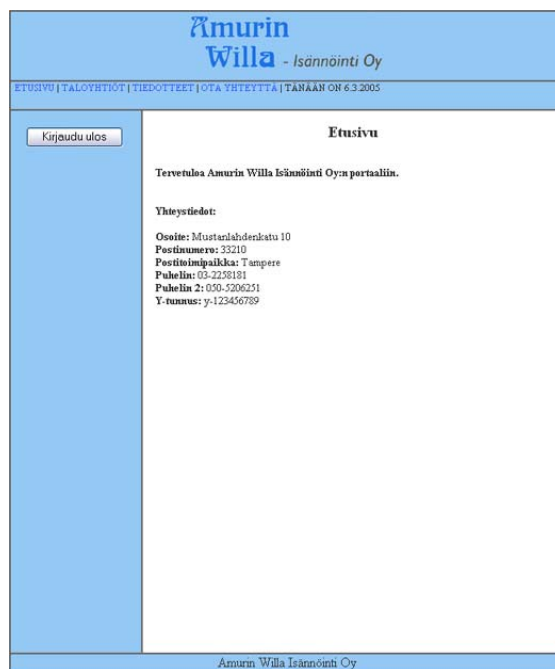 Amurin
Willa - Isännöinti Oy
ETUSIVU | TALOYHTIÖT | TIEDOTTEET | OTA YHTEYTTÄ | TÄNÄÄN ON 6.3.2005
Kirjaudu ulos
Etusivu
Tervetuloa Amurin Willa Isännöinti Oy:n portaaliin.
Yhteystiedot:
Osoite: Mustanlahdenkatu 10
Postinumero: 33210
Postitoimipaikka: Tampere
Puhelin: 03-2258181
Puhelin 2: 050-5206251
Y-tunnus: y-123456789
Amurin Willa Isännöinti Oy